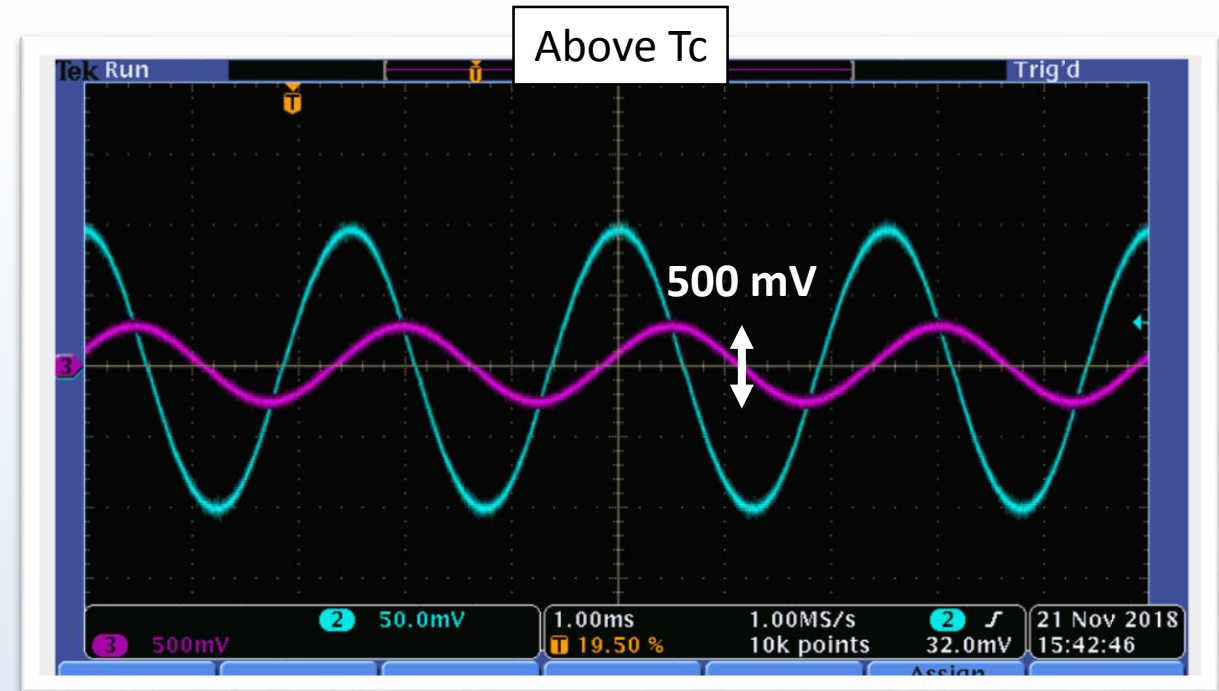 Above Tc
Tek Run
Trig'd
T
T
500 mV
3
2 50.0mV
3 500mV
1.00ms
T 19.50 %
1.00MS/s
10k points
2
32.0mV
21 Nov 2018
15:42:46
Assign